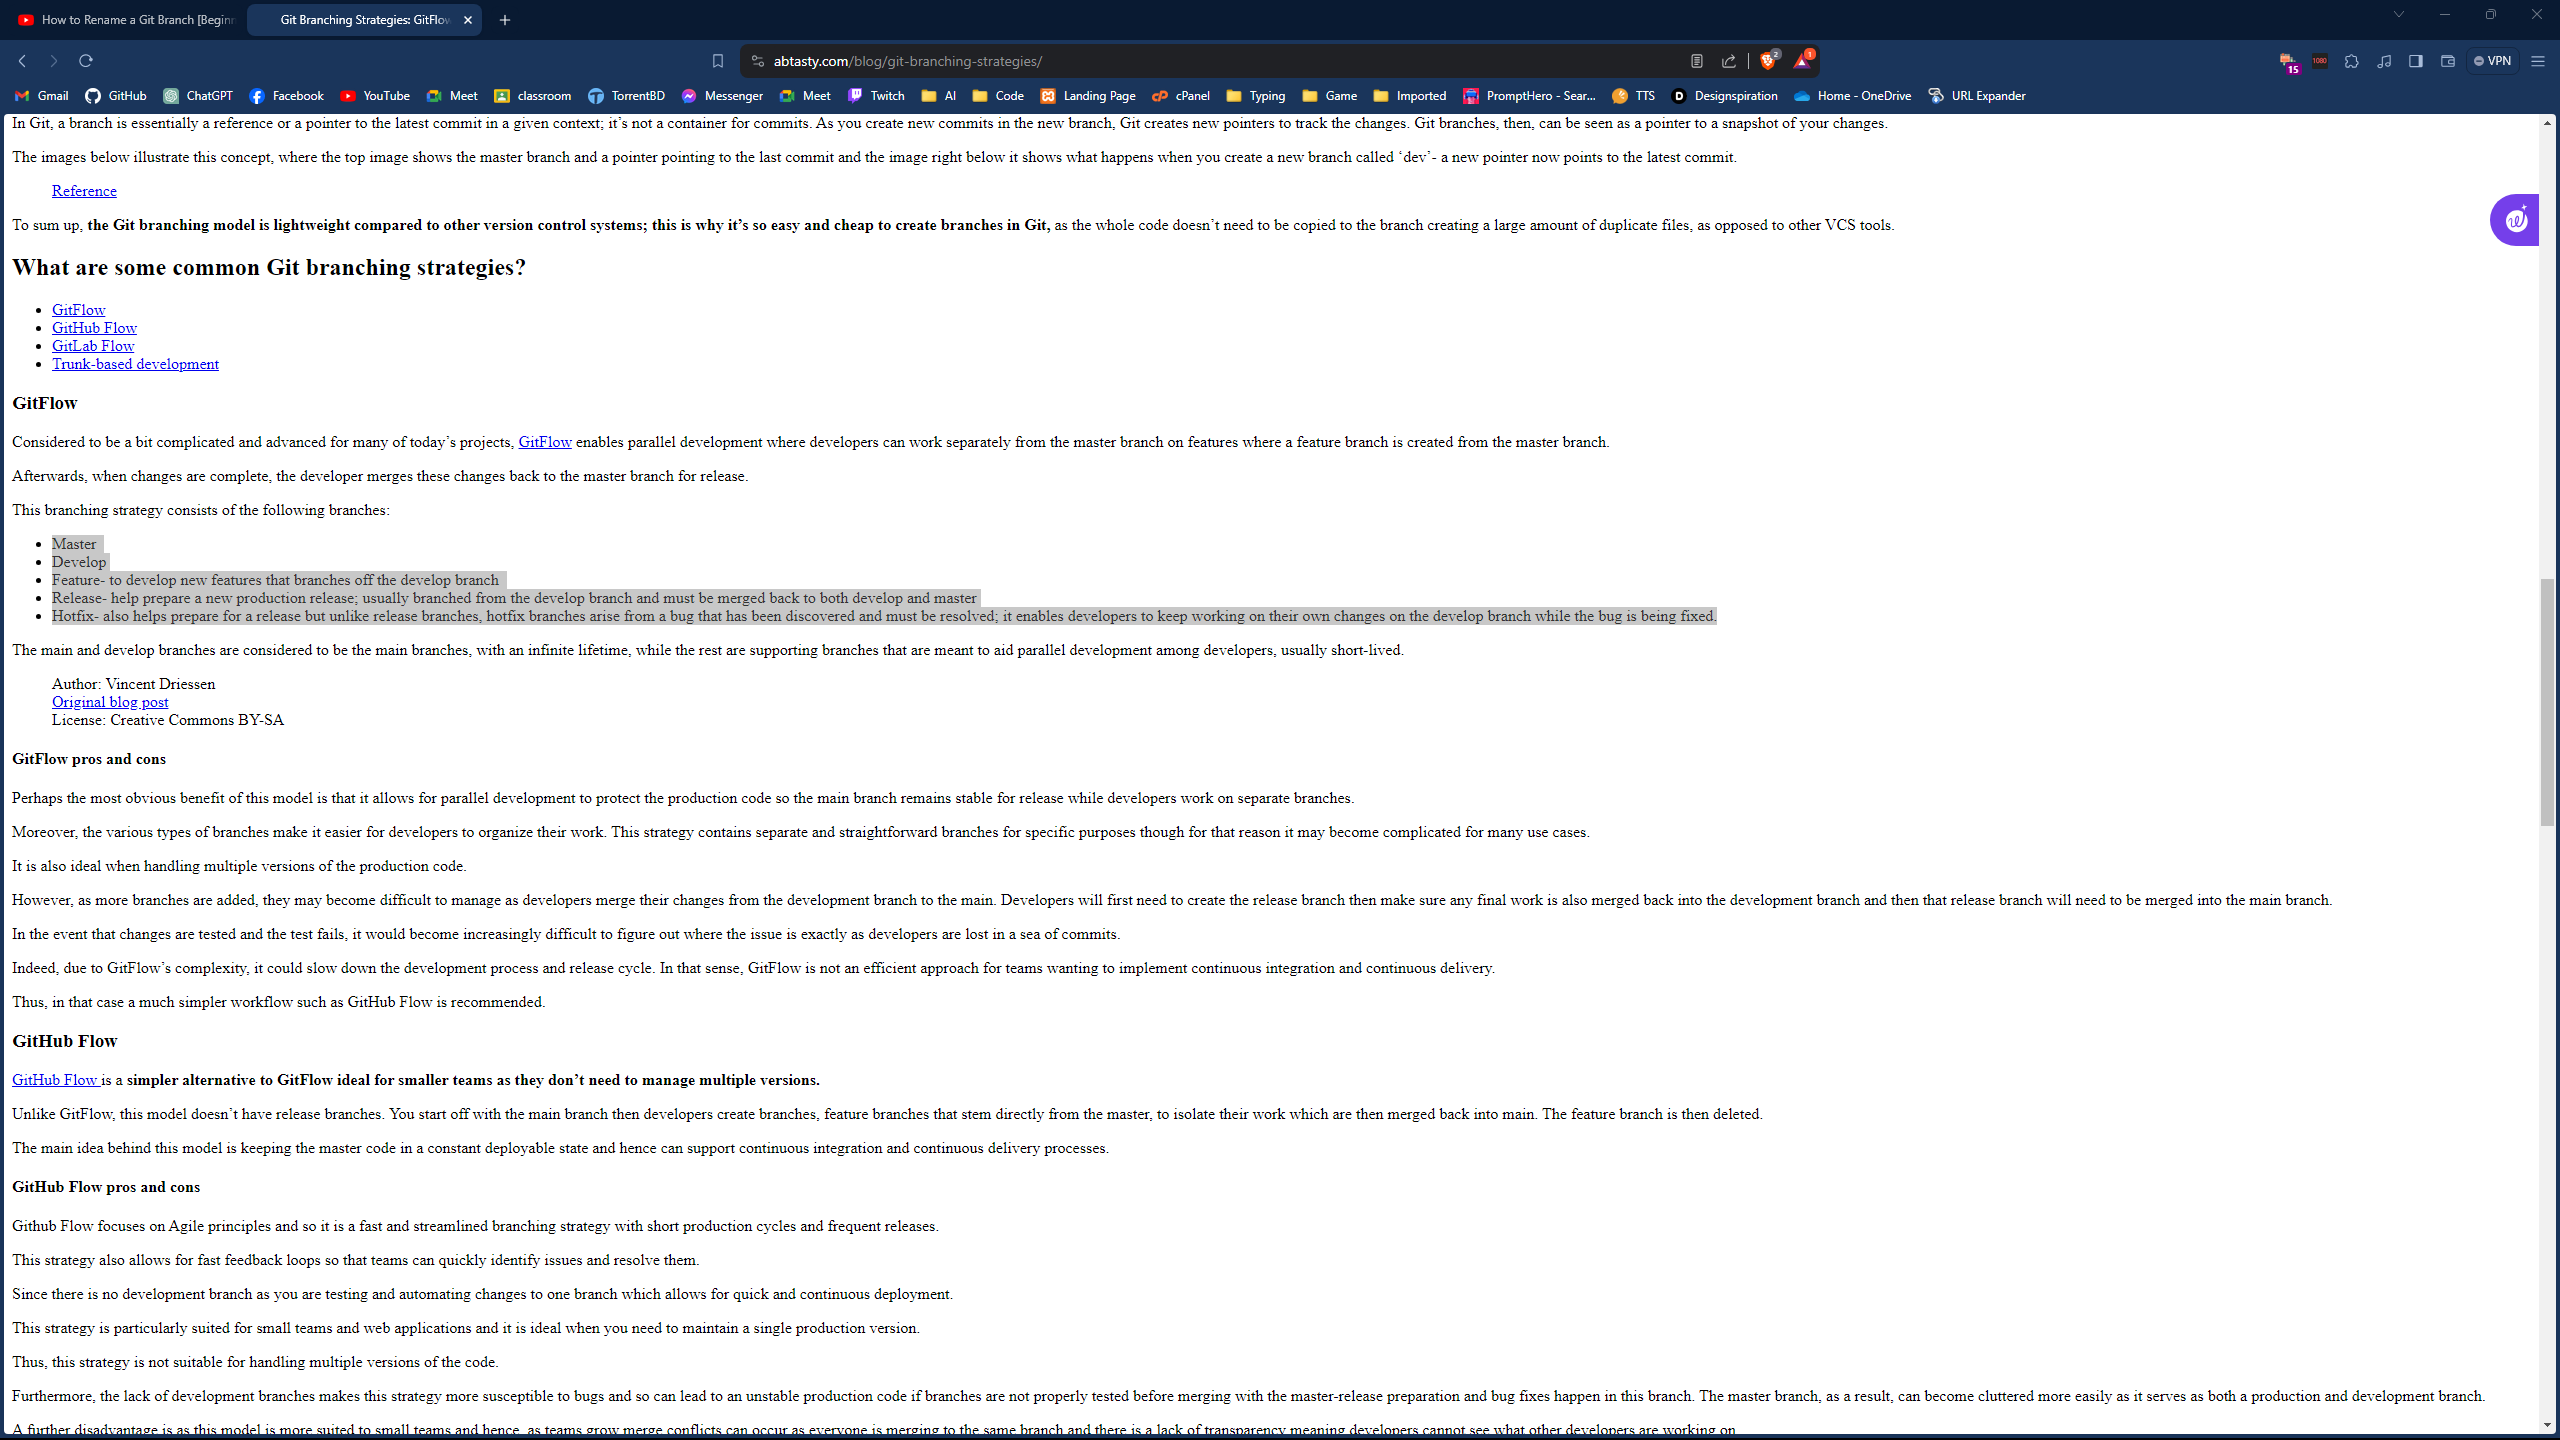 How to Rename a Git Branch [Beginn
Git Branching Strategies: GitFlow
abtasty.com/blog/git-branching-strategies/
2
1
15
1080
VPN
Gmail GitHub ChatGPT Facebook YouTube Meet classroom TorrentBD Messenger Meet Twitch AI Code Landing Page cPanel Typing Game Imported PromptHero - Sear... TTS Designspiration Home - OneDrive URL Expander
In Git, a branch is essentially a reference or a pointer to the latest commit in a given context; it’s not a container for commits. As you create new commits in the new branch, Git creates new pointers to track the changes. Git branches, then, can be seen as a pointer to a snapshot of your changes.
The images below illustrate this concept, where the top image shows the master branch and a pointer pointing to the last commit and the image right below it shows what happens when you create a new branch called ‘dev’- a new pointer now points to the latest commit.
Reference
To sum up, the Git branching model is lightweight compared to other version control systems; this is why it’s so easy and cheap to create branches in Git, as the whole code doesn’t need to be copied to the branch creating a large amount of duplicate files, as opposed to other VCS tools.
What are some common Git branching strategies?
GitFlow
GitHub Flow
GitLab Flow
Trunk-based development
GitFlow
Considered to be a bit complicated and advanced for many of today’s projects, GitFlow enables parallel development where developers can work separately from the master branch on features where a feature branch is created from the master branch.
Afterwards, when changes are complete, the developer merges these changes back to the master branch for release.
This branching strategy consists of the following branches:
Master
Develop
Feature- to develop new features that branches off the develop branch
Release- help prepare a new production release; usually branched from the develop branch and must be merged back to both develop and master
Hotfix- also helps prepare for a release but unlike release branches, hotfix branches arise from a bug that has been discovered and must be resolved; it enables developers to keep working on their own changes on the develop branch while the bug is being fixed.
The main and develop branches are considered to be the main branches, with an infinite lifetime, while the rest are supporting branches that are meant to aid parallel development among developers, usually short-lived.
Author: Vincent Driessen
Original blog post
License: Creative Commons BY-SA
GitFlow pros and cons
Perhaps the most obvious benefit of this model is that it allows for parallel development to protect the production code so the main branch remains stable for release while developers work on separate branches.
Moreover, the various types of branches make it easier for developers to organize their work. This strategy contains separate and straightforward branches for specific purposes though for that reason it may become complicated for many use cases.
It is also ideal when handling multiple versions of the production code.
However, as more branches are added, they may become difficult to manage as developers merge their changes from the development branch to the main. Developers will first need to create the release branch then make sure any final work is also merged back into the development branch and then that release branch will need to be merged into the main branch.
In the event that changes are tested and the test fails, it would become increasingly difficult to figure out where the issue is exactly as developers are lost in a sea of commits.
Indeed, due to GitFlow’s complexity, it could slow down the development process and release cycle. In that sense, GitFlow is not an efficient approach for teams wanting to implement continuous integration and continuous delivery.
Thus, in that case a much simpler workflow such as GitHub Flow is recommended.
GitHub Flow
GitHub Flow is a simpler alternative to GitFlow ideal for smaller teams as they don’t need to manage multiple versions.
Unlike GitFlow, this model doesn’t have release branches. You start off with the main branch then developers create branches, feature branches that stem directly from the master, to isolate their work which are then merged back into main. The feature branch is then deleted.
The main idea behind this model is keeping the master code in a constant deployable state and hence can support continuous integration and continuous delivery processes.
GitHub Flow pros and cons
Github Flow focuses on Agile principles and so it is a fast and streamlined branching strategy with short production cycles and frequent releases.
This strategy also allows for fast feedback loops so that teams can quickly identify issues and resolve them.
Since there is no development branch as you are testing and automating changes to one branch which allows for quick and continuous deployment.
This strategy is particularly suited for small teams and web applications and it is ideal when you need to maintain a single production version.
Thus, this strategy is not suitable for handling multiple versions of the code.
Furthermore, the lack of development branches makes this strategy more susceptible to bugs and so can lead to an unstable production code if branches are not properly tested before merging with the master-release preparation and bug fixes happen in this branch. The master branch, as a result, can become cluttered more easily as it serves as both a production and development branch.
A further disadvantage is as this model is more suited to small teams and hence, as teams grow merge conflicts can occur as everyone is merging to the same branch and there is a lack of transparency meaning developers cannot see what other developers are working on